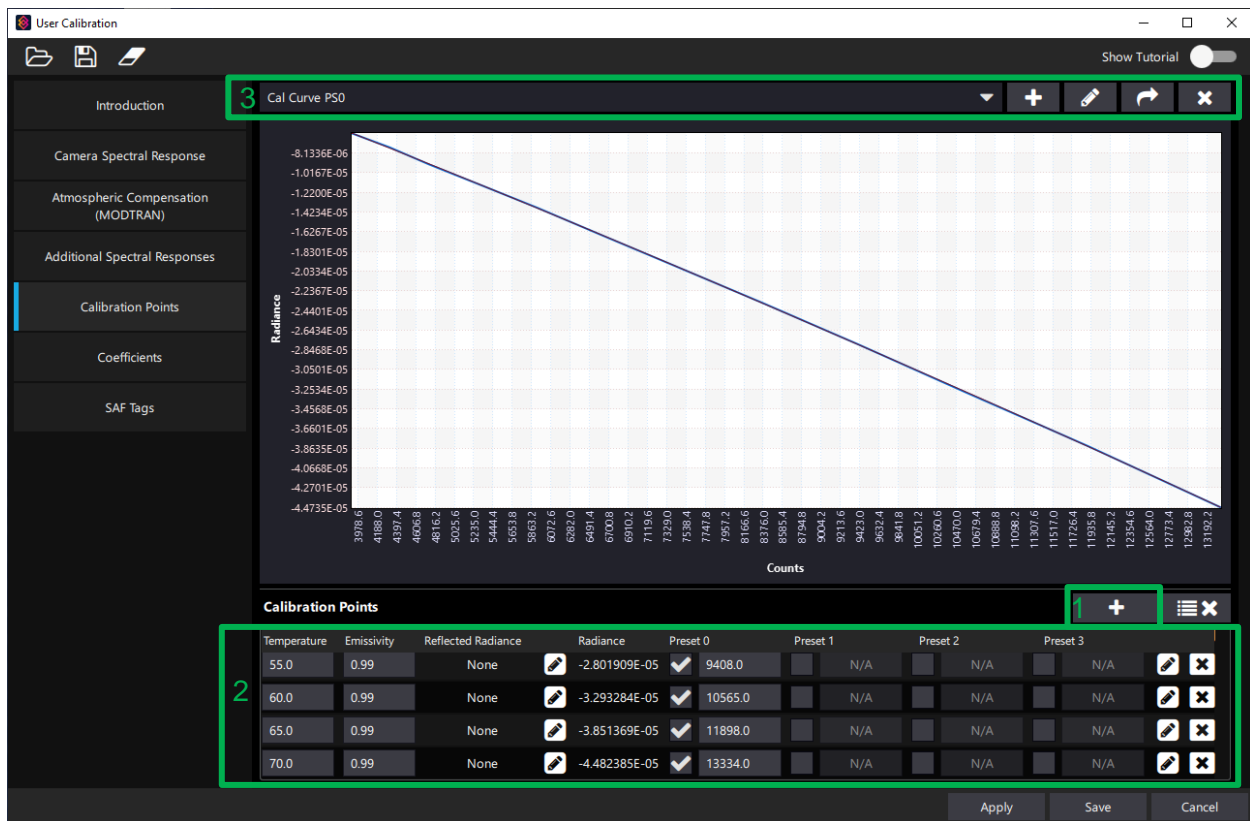 User Calibration
Show Tutorial
3 Cal Curve PS0
Introduction
Camera Spectral Response
Atmospheric Compensation
(MODTRAN)
Additional Spectral Responses
Calibration Points
Coefficients
SAF Tags
Radiance
-8.1336E-06
-1.0167E-05
-1.2200E-05
-1.4234E-05
-1.6267E-05
-1.8301E-05
-2.0334E-05
-2.2367E-05
-2.4401E-05
-2.6434E-05
-2.8468E-05
-3.0501E-05
-3.2534E-05
-3.4568E-05
-3.6601E-05
-3.8635E-05
-4.0668E-05
-4.2701E-05
-4.4735E-05
3978.6 4188.0 4397.4 4606.8 4816.2 5025.6 5235.0 5444.4 5653.8 5863.2 6072.6 6282.0 6491.4 6700.8 6910.2 7119.6 7329.0 7538.4 7747.8 7957.2 8166.6 8376.0 8585.4 8794.8 9004.2 9213.6 9423.0 9632.4 9841.8 10051.2 10260.6 10470.0 10679.4 10888.8 11098.2 11307.6 11517.0 11726.4 11935.8 12145.2 12354.6 12564.0 12773.4 12982.8 13192.2
Counts
Calibration Points 1
Temperature Emissivity Reflected Radiance Radiance Preset 0 Preset 1 Preset 2 Preset 3
55.0 0.99 None -2.801909E-05 9408.0 N/A N/A N/A
2
60.0 0.99 None -3.293284E-05 10565.0 N/A N/A N/A
65.0 0.99 None -3.851369E-05 11898.0 N/A N/A N/A
70.0 0.99 None -4.482385E-05 13334.0 N/A N/A N/A
Apply Save Cancel